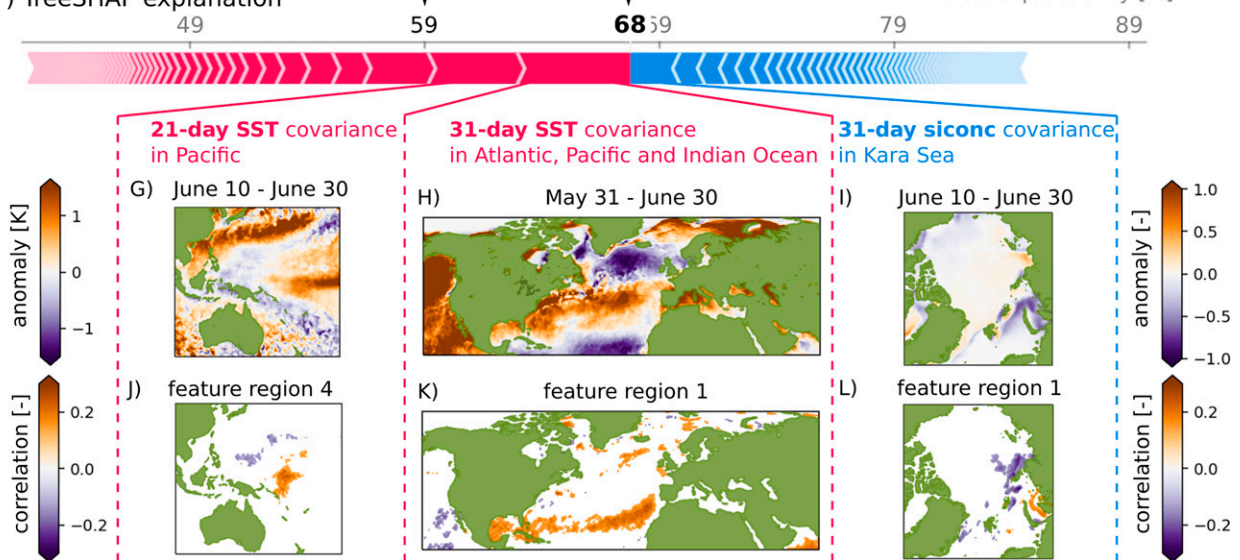 ) TreeSHAP explanation
49 59 68 69 79 89
21-day SST covariance
in Pacific
31-day SST covariance
in Atlantic, Pacific and Indian Ocean
31-day siconc covariance
in Kara Sea
G) June 10 - June 30
H) May 31 - June 30
I) June 10 - June 30
anomaly [K]
1
0
−1
anomaly [-]
1.0
0.5
0.0
−0.5
−1.0
J) feature region 4
K) feature region 1
L) feature region 1
correlation [-]
0.2
0.0
−0.2
correlation [-]
0.2
0.0
−0.2